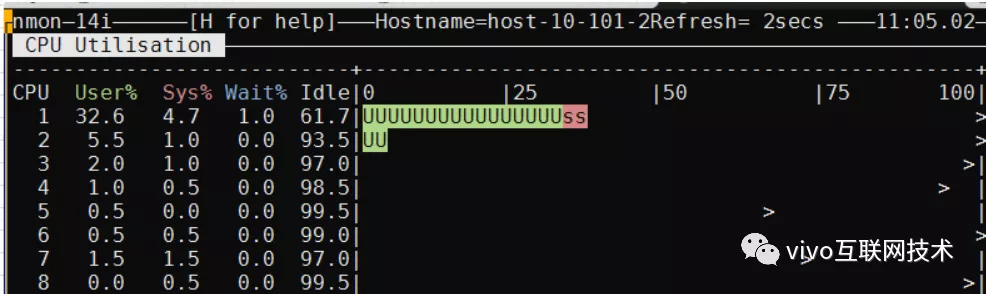 nmon─14i──────[H for help]───Hostname=host-10-101-2Refresh= 2secs ───11:05.02─
CPU Utilisation
---------------------------+-------------------------------------------------+
CPU  User%  Sys% Wait% Idle|0          |25         |50          |75       100|
1  32.6   4.7   1.0  61.7|UUUUUUUUUUUUUUUUss                               >
2   5.5   1.0   0.0  93.5|UU                                               >
3   2.0   1.0   0.0  97.0|                                                >|
4   1.0   0.5   0.0  98.5|                                              >  |
5   0.5   0.0   0.0  99.5|                                >                |
6   0.5   0.5   0.0  99.0|                                                 >
7   1.5   1.5   0.0  97.0|                                   >             |
8   0.0   0.5   0.0  99.5|                                                >|
vivo互联网技术